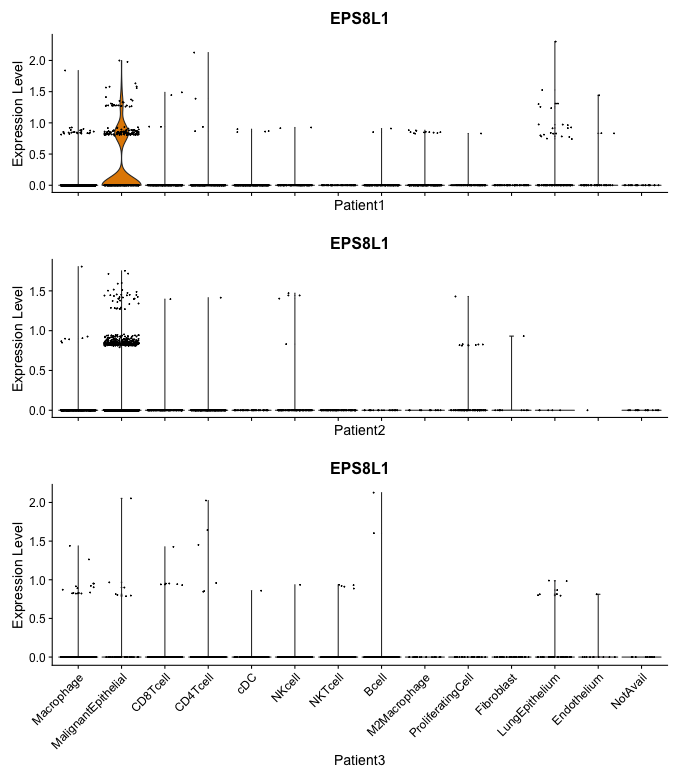 EPS8L1
Expression Level
2.0
1.5
1.0
0.5
0.0
Patient1
EPS8L1
Expression Level
1.5
1.0
0.5
0.0
Patient2
EPS8L1
Expression Level
2.0
1.5
1.0
0.5
0.0
Macrophage
MalignantEpithelial
CD8Tcell
CD4Tcell
cDC
NKcell
NKTcell
Bcell
M2Macrophage
ProliferatingCell
Fibroblast
LungEpithelium
Endothelium
NotAvail
Patient3